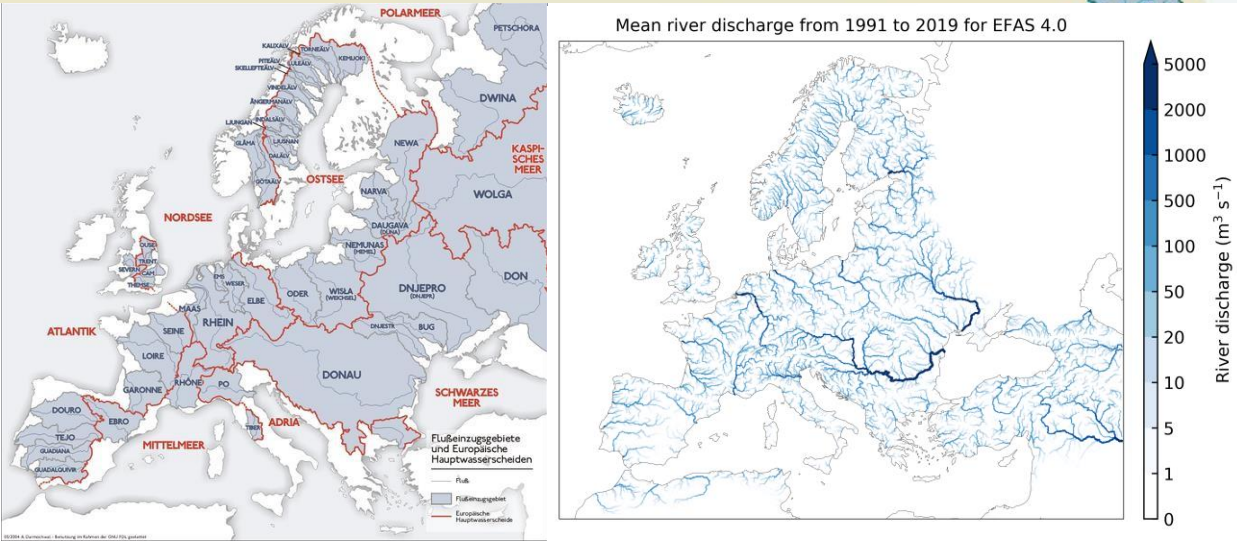 POLARMEER
PETSCHORA
KALIXÄLV
TORNEÄLV
PITEÄLV
LULEÄLV
KEMIJOKI
SKELLEFTEÄLV
VINDELÄLV
DWINA
ÅNGERMANÄLV
LJUNGAN
INDALSÄLV
GLÅMA
LJUSNAN
NEWA
KASPI-
SCHES
MEER
DALÄLV
OSTSEE
GÖTAÄLV
NARVA
WOLGA
NORDSEE
DAUGAVA
(DÜNA)
OUSE
NEMUNAS
(MEMEL)
TRENT
SEVERN
CAM
THEMSE
EMS
WESER
ELBE
ODER
WISLA
(WEICHSEL)
DNJEPRO
(DNJEPR)
DON
MAAS
RHEIN
ATLANTIK
SEINE
DNJESTR
BUG
LOIRE
DONAU
GARONNE
RHÔNE
PO
SCHWARZES
MEER
DOURO
EBRO
ADRIA
TIBER
TEJO
MITTELMEER
GUADIANA
GUADALQUIVIR
Flußeinzugsgebiete
und Europäische
Hauptwasserscheiden
Fluß
Flußeinzugsgebiet
Europäische
Hauptwasserscheide
Mean river discharge from 1991 to 2019 for EFAS 4.0
5000
2000
1000
500
100
50
20
10
5
1
0
River discharge (m³ s⁻¹)